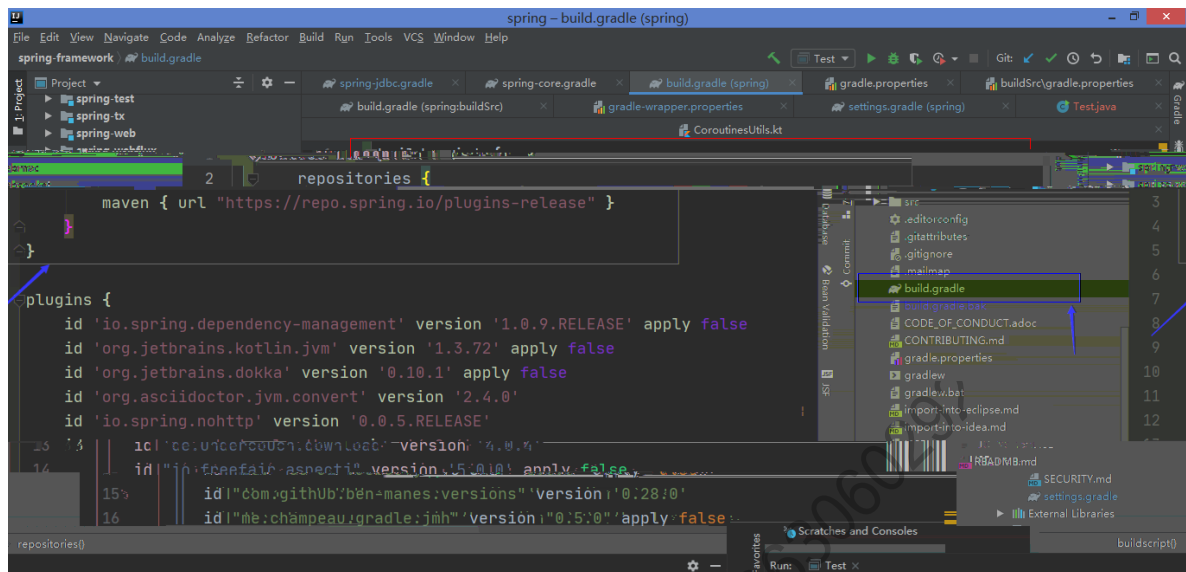 spring – build.gradle (spring)
File Edit View Navigate Code Analyze Refactor Build Run Tools VCS Window Help
spring-framework build.gradle
Test Git:
1: Project
Project
spring-jdbc.gradle spring-core.gradle build.gradle (spring) gradle.properties buildSrc\gradle.properties
spring-test
build.gradle (spring:buildSrc) gradle-wrapper.properties settings.gradle (spring) Test.java
Gradle
spring-tx
spring-web
CoroutinesUtils.kt
2 repositories {
maven { url "https://repo.spring.io/plugins-release" }
}
}
plugins {
id 'io.spring.dependency-management' version '1.0.9.RELEASE' apply false
id 'org.jetbrains.kotlin.jvm' version '1.3.72' apply false
id 'org.jetbrains.dokka' version '0.10.1' apply false
id 'org.asciidoctor.jvm.convert' version '2.4.0'
id 'io.spring.nohttp' version '0.0.5.RELEASE'
14
15 id "com.github.ben-manes.versions" version '0.28.0'
16 id "me.champeau.gradle.jmh" version "0.5.0" apply false
Database
Commit
Bean Validation
JSF
src
.editorconfig
.gitattributes
.gitignore
.mailmap
build.gradle
CODE_OF_CONDUCT.adoc
CONTRIBUTING.md
gradle.properties
gradlew
gradlew.bat
import-into-eclipse.md
import-into-idea.md
README.md
SECURITY.md
settings.gradle
External Libraries
Scratches and Consoles
3
4
5
6
7
8
9
10
11
12
repositories{}
buildscript{}
Favorites
Run: Test